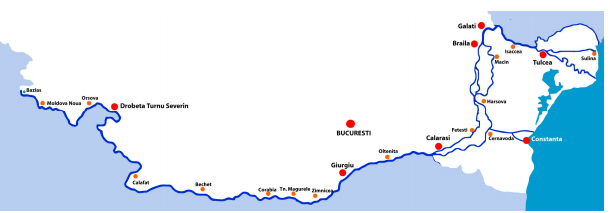 Galati
Braila
Isaccea
Macin
Tulcea
Sulina
Bazias
Moldova Noua
Orsova
Drobeta Turnu Severin
Harsova
BUCURESTI
Fetesti
Cernavoda
Constanta
Calarasi
Oltenita
Giurgiu
Calafat
Bechet
Corabia
Tn. Magurele
Zimnicea